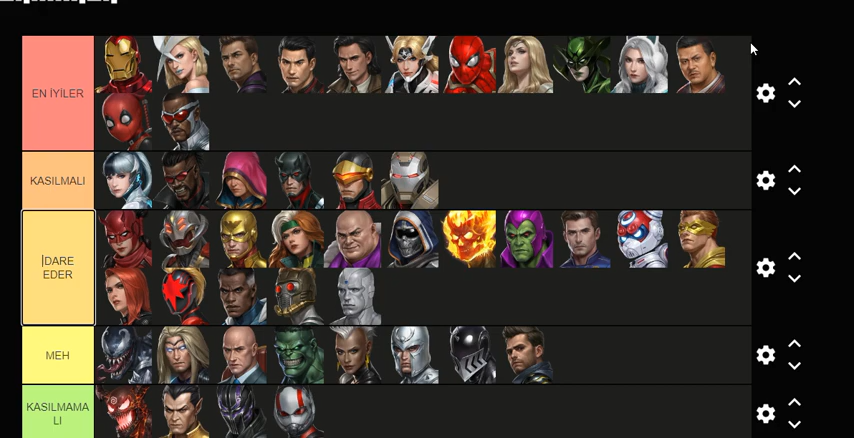 EN İYİLER
KASILMALI
İDARE
EDER
MEH
KASILMAMA
LI